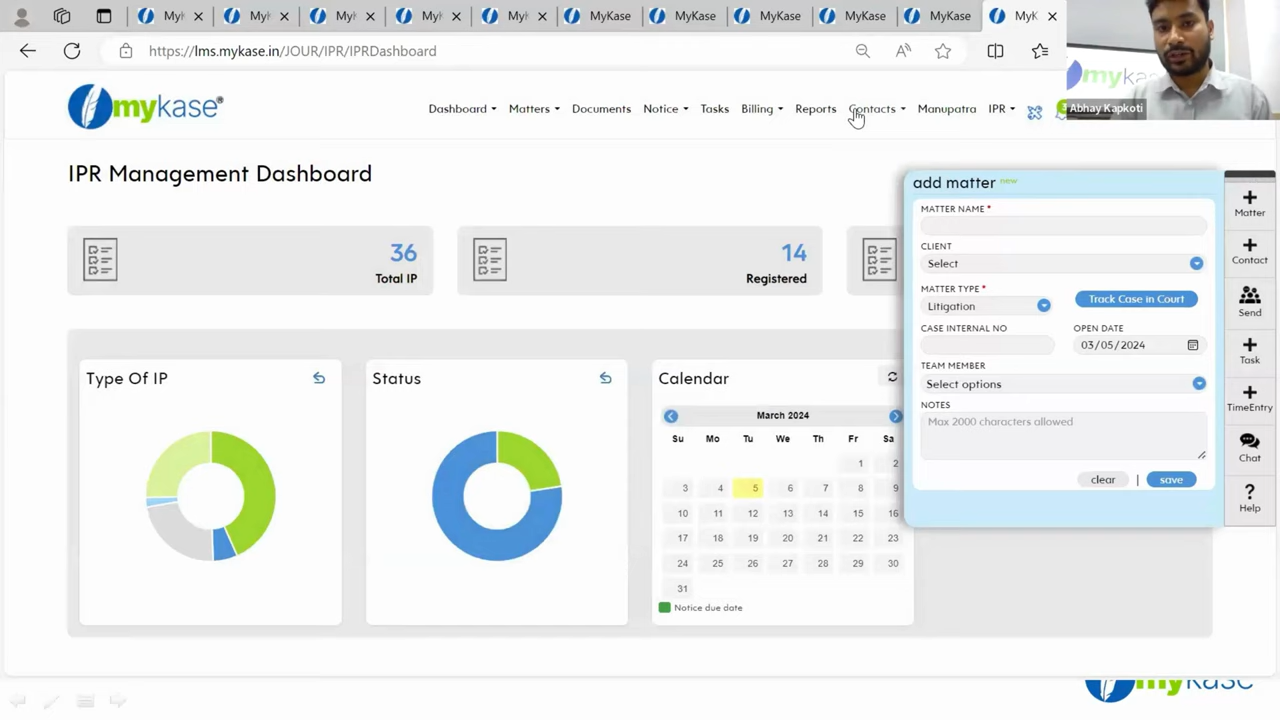 MyK
MyK
MyK
MyK
MyK
MyKase
MyKase
MyKase
MyKase
MyKase
MyK
https://lms.mykase.in/JOUR/IPR/IPRDashboard
mykase®
Dashboard
Matters
Documents
Notice
Tasks
Billing
Reports
Contacts
Manupatra
IPR
Abhay Kapkoti
IPR Management Dashboard
36
Total IP
14
Registered
Type Of IP
Status
Calendar
March 2024
Su Mo Tu We Th Fr Sa
1 2
3 4 5 6 7 8 9
10 11 12 13 14 15 16
17 18 19 20 21 22 23
24 25 26 27 28 29 30
31
Notice due date
add matter new
MATTER NAME *
CLIENT
Select
MATTER TYPE *
Litigation
Track Case in Court
CASE INTERNAL NO
OPEN DATE
03/05/2024
TEAM MEMBER
Select options
NOTES
Max 2000 characters allowed
clear | save
Matter
Contact
Send
Task
TimeEntry
Chat
Help